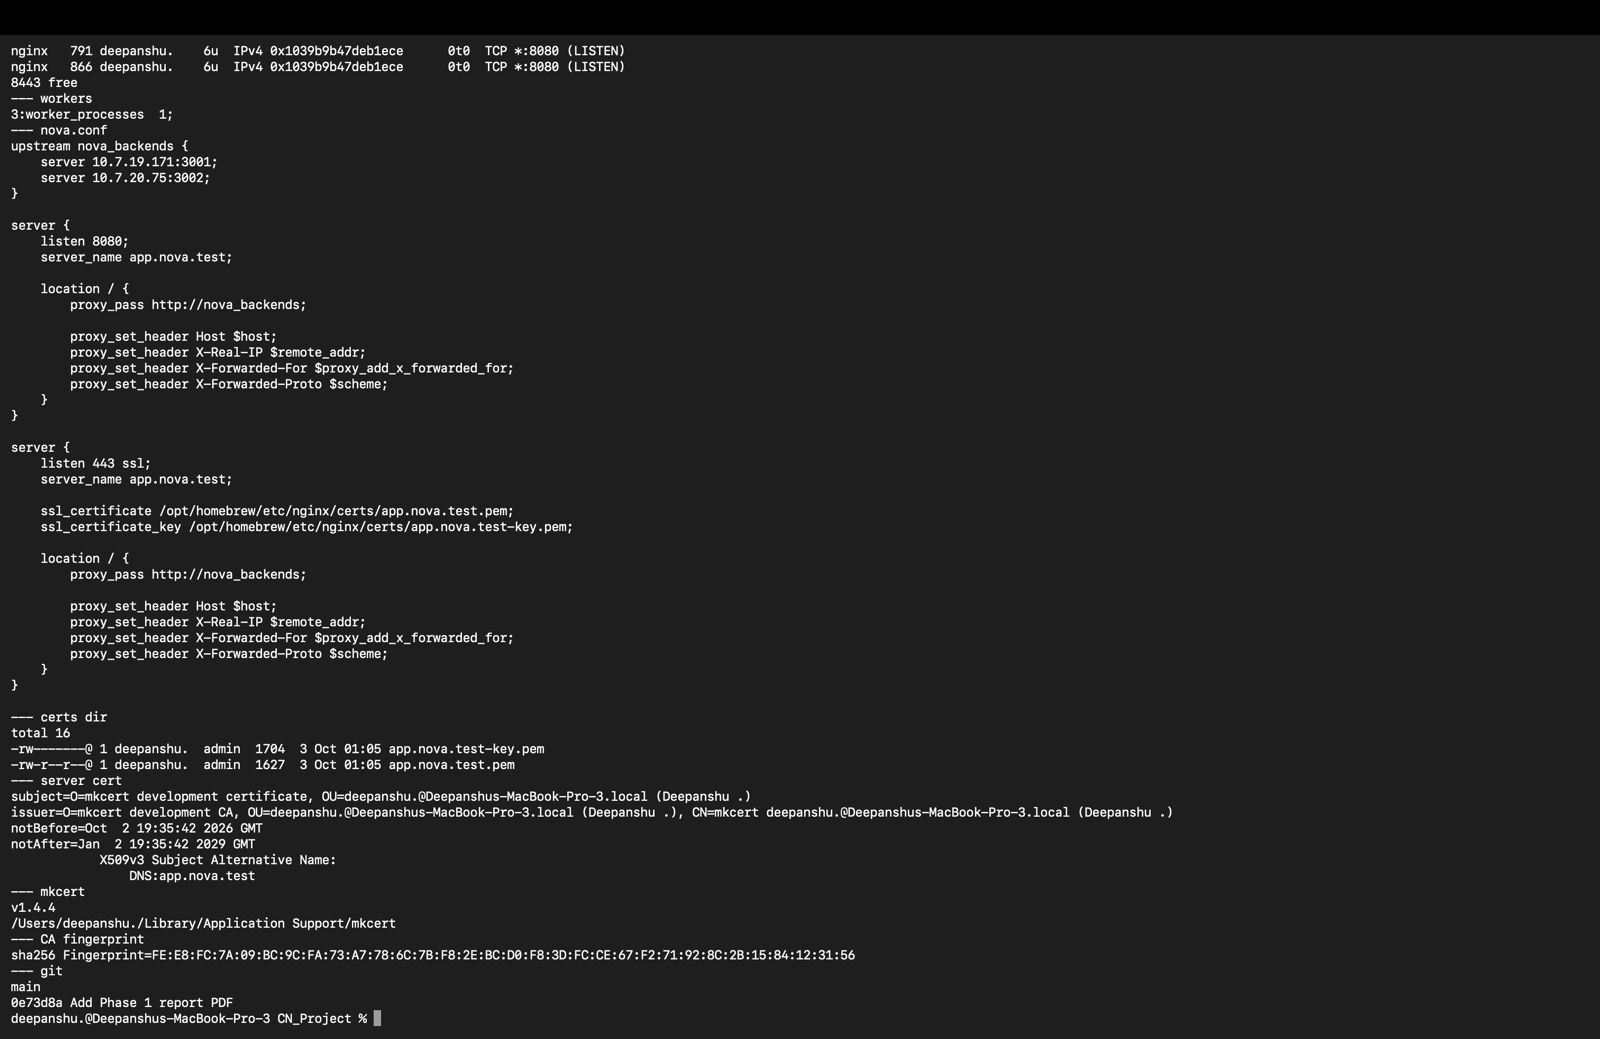 nginx   791 deepanshu.    6u  IPv4 0x1039b9b47deb1ece      0t0  TCP *:8080 (LISTEN)
nginx   866 deepanshu.    6u  IPv4 0x1039b9b47deb1ece      0t0  TCP *:8080 (LISTEN)
8443 free
--- workers
3:worker_processes  1;
--- nova.conf
upstream nova_backends {
    server 10.7.19.171:3001;
    server 10.7.20.75:3002;
}

server {
    listen 8080;
    server_name app.nova.test;

    location / {
        proxy_pass http://nova_backends;

        proxy_set_header Host $host;
        proxy_set_header X-Real-IP $remote_addr;
        proxy_set_header X-Forwarded-For $proxy_add_x_forwarded_for;
        proxy_set_header X-Forwarded-Proto $scheme;
    }
}

server {
    listen 443 ssl;
    server_name app.nova.test;

    ssl_certificate /opt/homebrew/etc/nginx/certs/app.nova.test.pem;
    ssl_certificate_key /opt/homebrew/etc/nginx/certs/app.nova.test-key.pem;

    location / {
        proxy_pass http://nova_backends;

        proxy_set_header Host $host;
        proxy_set_header X-Real-IP $remote_addr;
        proxy_set_header X-Forwarded-For $proxy_add_x_forwarded_for;
        proxy_set_header X-Forwarded-Proto $scheme;
    }
}

--- certs dir
total 16
-rw-------@ 1 deepanshu.  admin  1704  3 Oct 01:05 app.nova.test-key.pem
-rw-r--r--@ 1 deepanshu.  admin  1627  3 Oct 01:05 app.nova.test.pem
--- server cert
subject=O=mkcert development certificate, OU=deepanshu.@Deepanshus-MacBook-Pro-3.local (Deepanshu .)
issuer=O=mkcert development CA, OU=deepanshu.@Deepanshus-MacBook-Pro-3.local (Deepanshu .), CN=mkcert deepanshu.@Deepanshus-MacBook-Pro-3.local (Deepanshu .)
notBefore=Oct  2 19:35:42 2026 GMT
notAfter=Jan  2 19:35:42 2029 GMT
            X509v3 Subject Alternative Name:
                DNS:app.nova.test
--- mkcert
v1.4.4
/Users/deepanshu./Library/Application Support/mkcert
--- CA fingerprint
sha256 Fingerprint=FE:E8:FC:7A:09:BC:9C:FA:73:A7:78:6C:7B:F8:2E:BC:D0:F8:3D:FC:CE:67:F2:71:92:8C:2B:15:84:12:31:56
--- git
main
0e73d8a Add Phase 1 report PDF
deepanshu.@Deepanshus-MacBook-Pro-3 CN_Project %